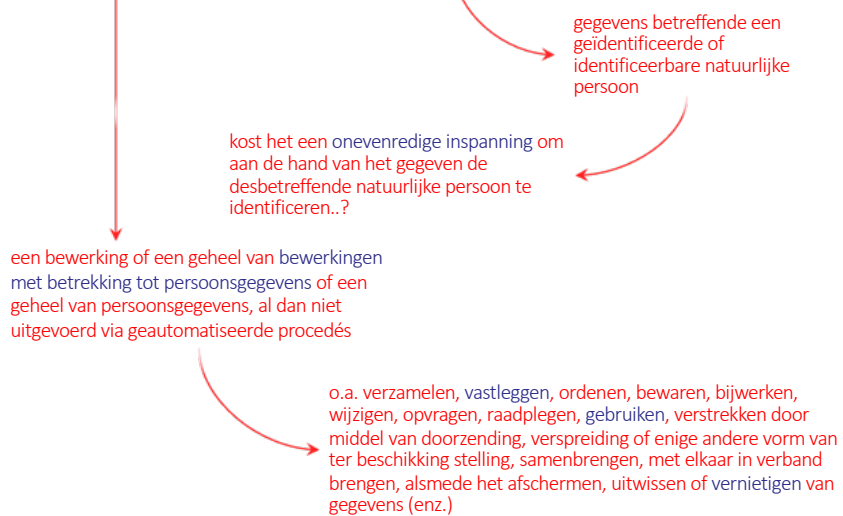 gegevens betreffende een
geïdentificeerde of
identificeerbare natuurlijke
persoon
kost het een onevenredige inspanning om
aan de hand van het gegeven de
desbetreffende natuurlijke persoon te
identificeren..?
een bewerking of een geheel van bewerkingen
met betrekking tot persoonsgegevens of een
geheel van persoonsgegevens, al dan niet
uitgevoerd via geautomatiseerde procedés
o.a. verzamelen, vastleggen, ordenen, bewaren, bijwerken,
wijzigen, opvragen, raadplegen, gebruiken, verstrekken door
middel van doorzending, verspreiding of enige andere vorm van
ter beschikking stelling, samenbrengen, met elkaar in verband
brengen, alsmede het afschermen, uitwissen of vernietigen van
gegevens (enz.)